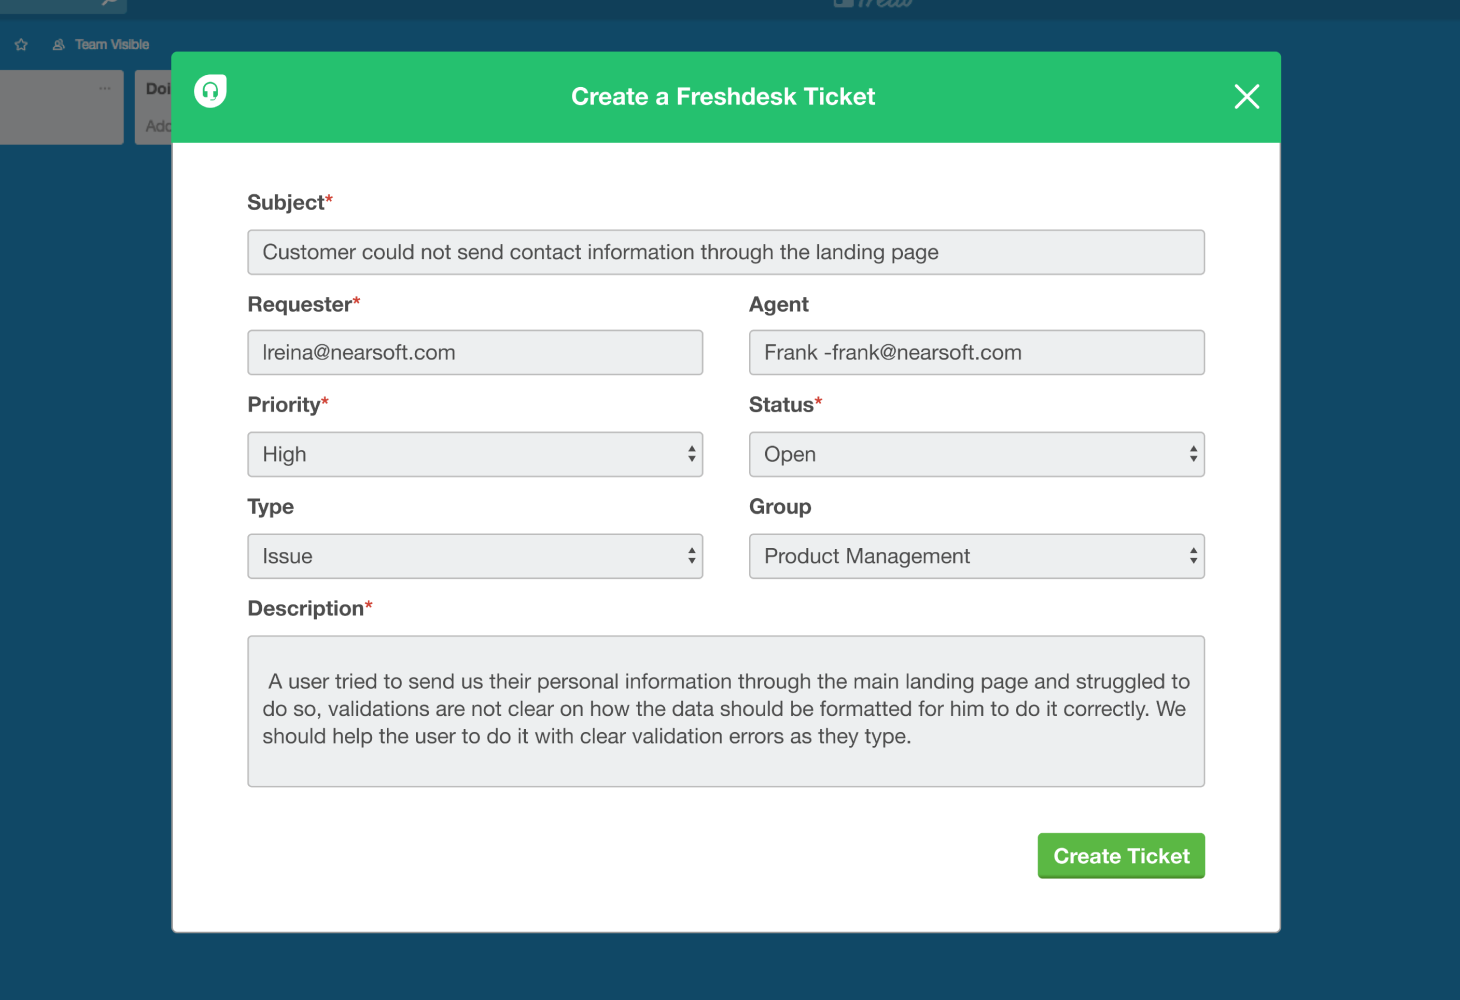 Trello
Team Visible
Doi
Add
Create a Freshdesk Ticket
Subject*
Customer could not send contact information through the landing page
Requester*
lreina@nearsoft.com
Agent
Frank -frank@nearsoft.com
Priority*
High
Status*
Open
Type
Issue
Group
Product Management
Description*
A user tried to send us their personal information through the main landing page and struggled to
do so, validations are not clear on how the data should be formatted for him to do it correctly. We
should help the user to do it with clear validation errors as they type.
Create Ticket